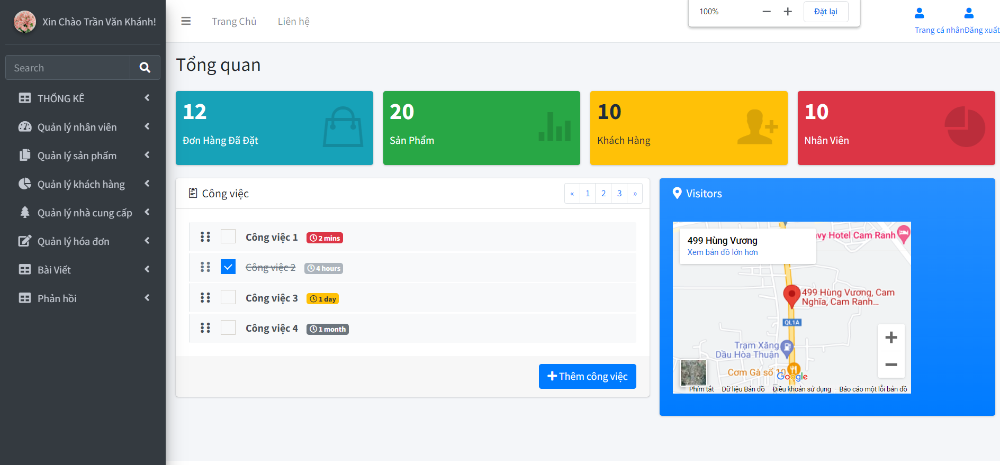 Xin Chào Trần Văn Khánh!
Trang Chủ
Liên hệ
100%
Đặt lại
Trang cá nhân
Đăng xuất
Search
THỐNG KÊ
Quản lý nhân viên
Quản lý sản phẩm
Quản lý khách hàng
Quản lý nhà cung cấp
Quản lý hóa đơn
Bài Viết
Phản hồi
Tổng quan
12
Đơn Hàng Đã Đặt
20
Sản Phẩm
10
Khách Hàng
10
Nhân Viên
Công việc
« 1 2 3 »
Công việc 1 2 mins
Công việc 2 4 hours
Công việc 3 1 day
Công việc 4 1 month
Thêm công việc
Visitors
499 Hùng Vương
Xem bản đồ lớn hơn
avy Hotel Cam Ranh
499 Hùng Vương, Cam
Nghĩa, Cam Ranh...
QL1A
Trạm Xăng
Dầu Hòa Thuận
Cơm Gà số 10
Google
Phím tắt
Dữ liệu Bản đồ
Điều khoản sử dụng
Báo cáo một lỗi bản đồ